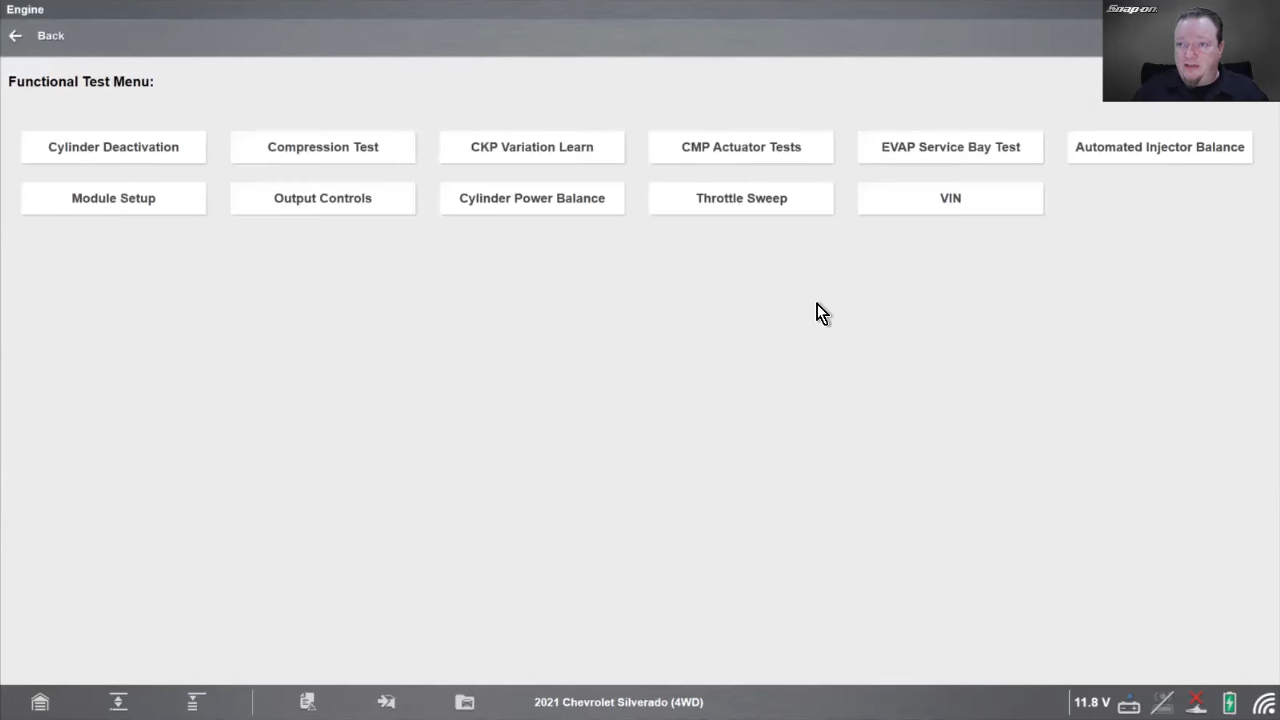 Engine
Snap-on
Back
Functional Test Menu:
Cylinder Deactivation
Compression Test
CKP Variation Learn
CMP Actuator Tests
EVAP Service Bay Test
Automated Injector Balance
Module Setup
Output Controls
Cylinder Power Balance
Throttle Sweep
VIN
2021 Chevrolet Silverado (4WD)
11.8 V